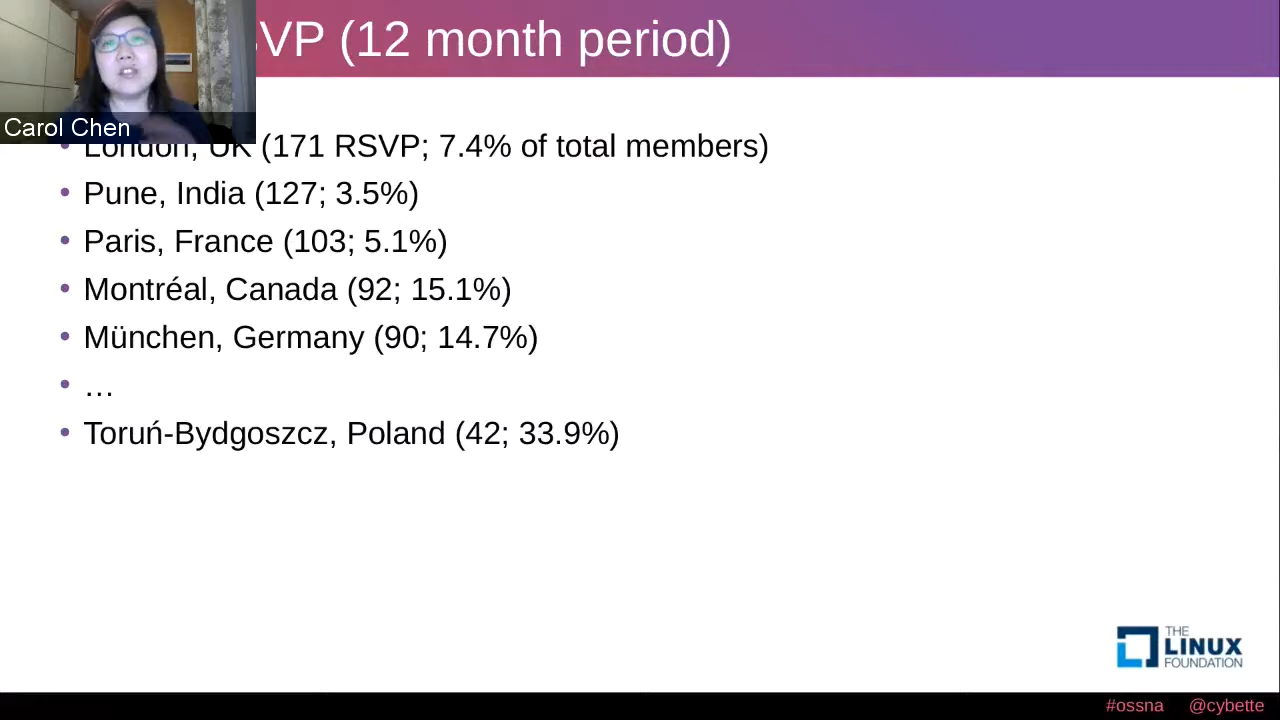 VP (12 month period)
Carol Chen
London, UK (171 RSVP; 7.4% of total members)
Pune, India (127; 3.5%)
Paris, France (103; 5.1%)
Montréal, Canada (92; 15.1%)
München, Germany (90; 14.7%)
…
Toruń-Bydgoszcz, Poland (42; 33.9%)
THE
LINUX
FOUNDATION
#ossna @cybette